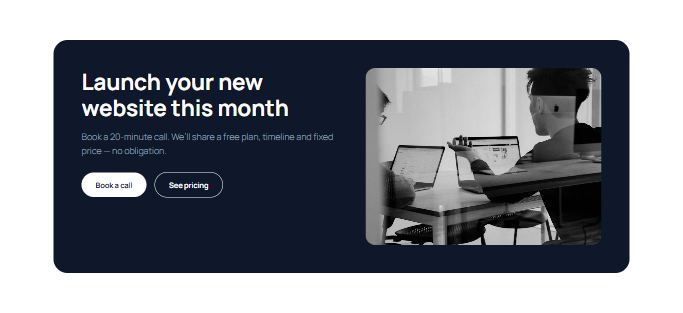 Launch your new
website this month
Book a 20-minute call. We'll share a free plan, timeline and fixed
price — no obligation.
Book a call
See pricing